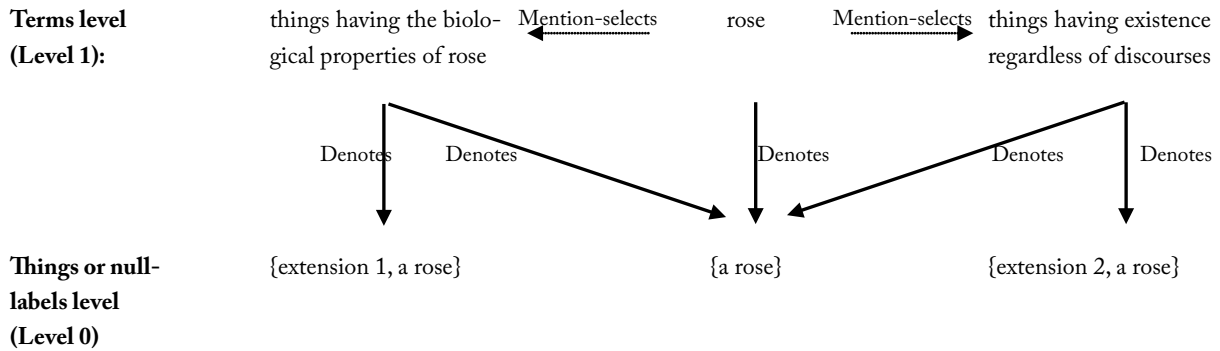 Terms level
(Level 1):
things having the biolo-
gical properties of rose
Mention-selects
rose
Mention-selects
things having existence
regardless of discourses
Denotes
Denotes
Denotes
Denotes
Denotes
Things or null-
labels level
(Level 0)
{extension 1, a rose}
{a rose}
{extension 2, a rose}